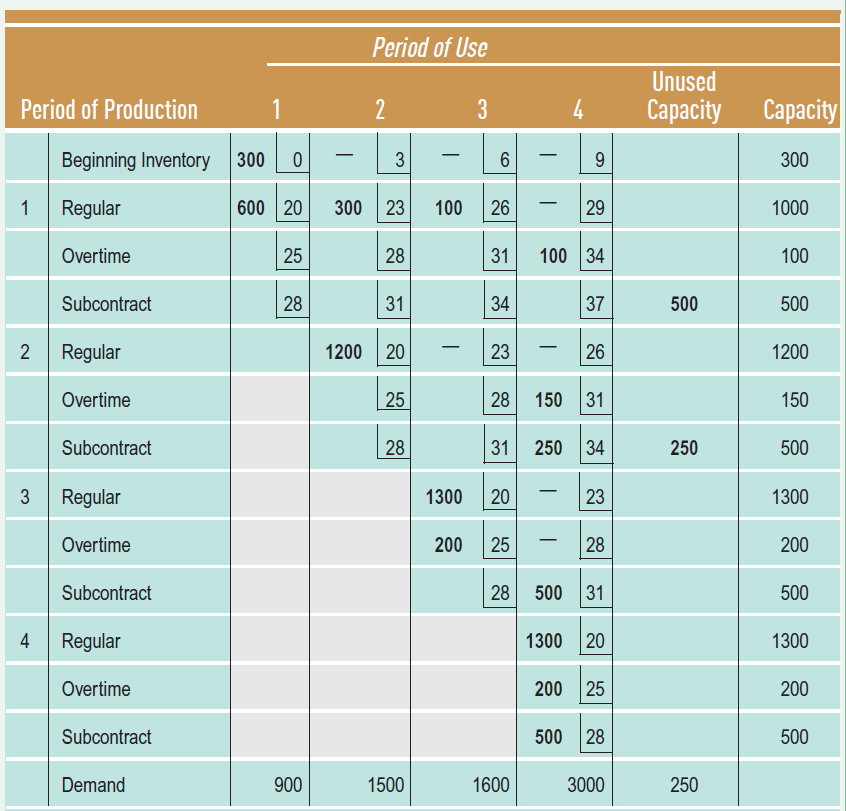 Period of Use
Period of Production 1 2 3 4 Unused Capacity Capacity
Beginning Inventory 300 0 — 3 — 6 — 9 300
1 Regular 600 20 300 23 100 26 — 29 1000
Overtime 25 28 31 100 34 100
Subcontract 28 31 34 37 500 500
2 Regular 1200 20 — 23 — 26 1200
Overtime 25 28 150 31 150
Subcontract 28 31 250 34 250 500
3 Regular 1300 20 — 23 1300
Overtime 200 25 — 28 200
Subcontract 28 500 31 500
4 Regular 1300 20 1300
Overtime 200 25 200
Subcontract 500 28 500
Demand 900 1500 1600 3000 250